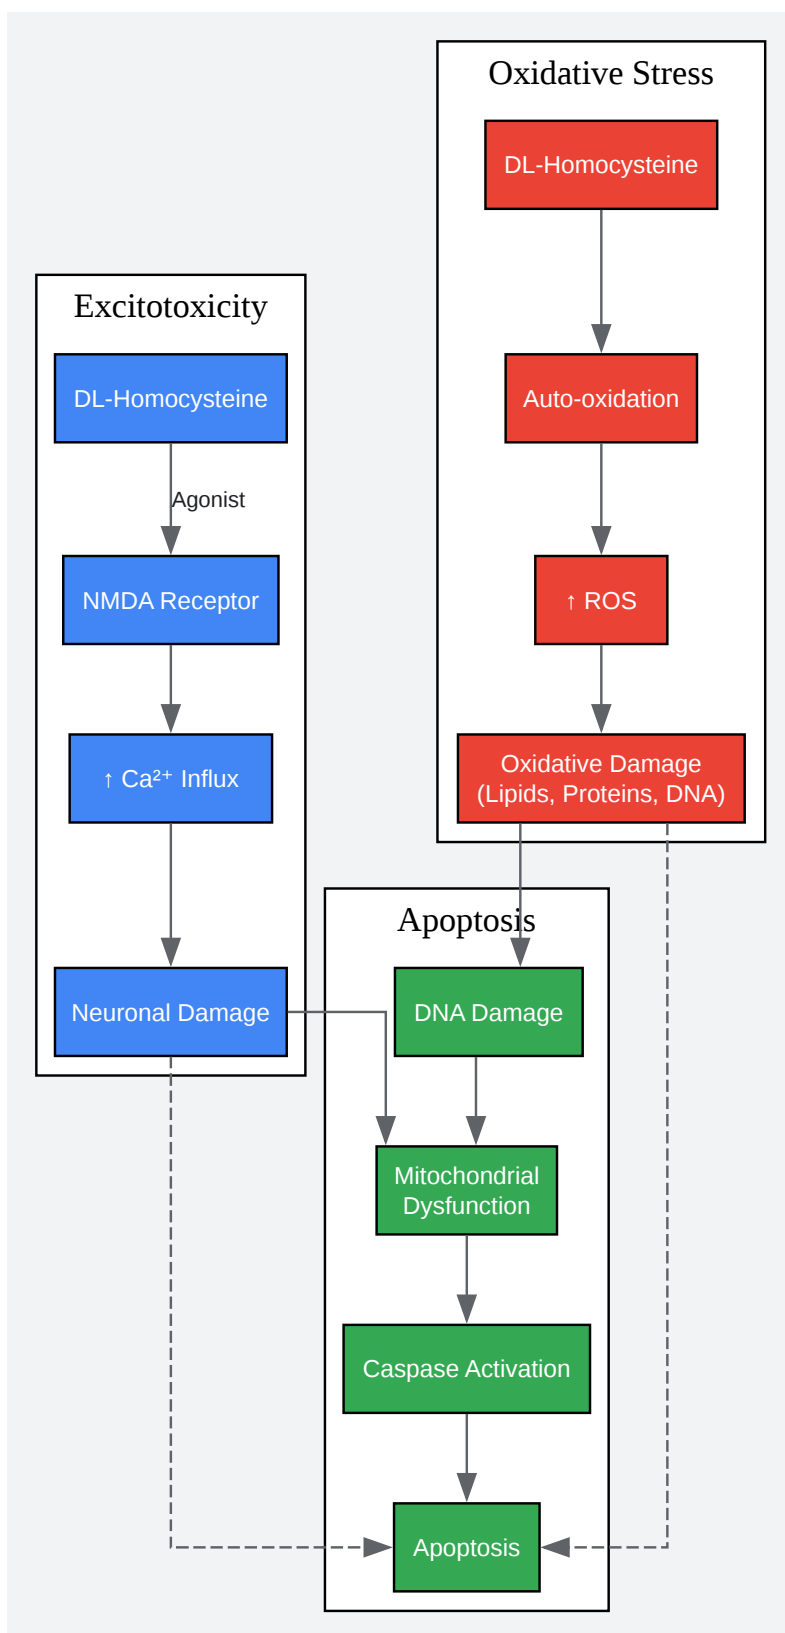 Oxidative Stress
DL-Homocysteine
Auto-oxidation
↑ ROS
Oxidative Damage
(Lipids, Proteins, DNA)
Excitotoxicity
DL-Homocysteine
Agonist
NMDA Receptor
↑ Ca²⁺ Influx
Neuronal Damage
Apoptosis
DNA Damage
Mitochondrial
Dysfunction
Caspase Activation
Apoptosis